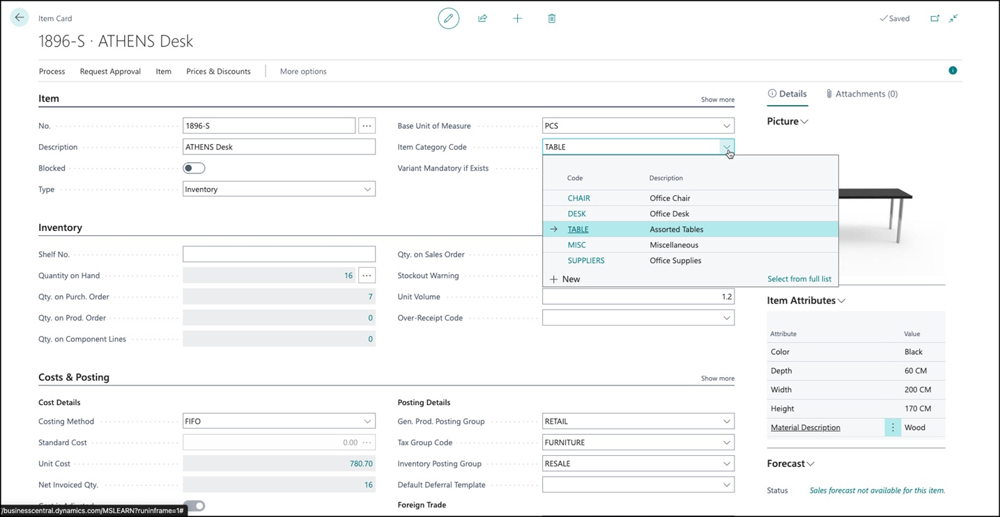 Item Card
Saved
1896-S · ATHENS Desk
Process Request Approval Item Prices & Discounts More options
Item
Show more
No.
1896-S
Description
ATHENS Desk
Blocked
Type
Inventory
Base Unit of Measure
PCS
Item Category Code
TABLE
Variant Mandatory if Exists
Code Description
CHAIR Office Chair
DESK Office Desk
TABLE Assorted Tables
MISC Miscellaneous
SUPPLIERS Office Supplies
New
Select from full list
Inventory
Shelf No.
Quantity on Hand
16
Qty. on Purch. Order
7
Qty. on Prod. Order
0
Qty. on Component Lines
0
Qty. on Sales Order
Stockout Warning
Unit Volume
1.2
Over-Receipt Code
Costs & Posting
Show more
Cost Details
Costing Method
FIFO
Standard Cost
0.00
Unit Cost
780.70
Net Invoiced Qty.
16
Posting Details
Gen. Prod. Posting Group
RETAIL
Tax Group Code
FURNITURE
Inventory Posting Group
RESALE
Default Deferral Template
Foreign Trade
Details
Attachments (0)
Picture
Item Attributes
Attribute Value
Color Black
Depth 60 CM
Width 200 CM
Height 170 CM
Material Description Wood
Forecast
Status Sales forecast not available for this item.
/businesscentral.dynamics.com/MSLEARN?runinframe=1#